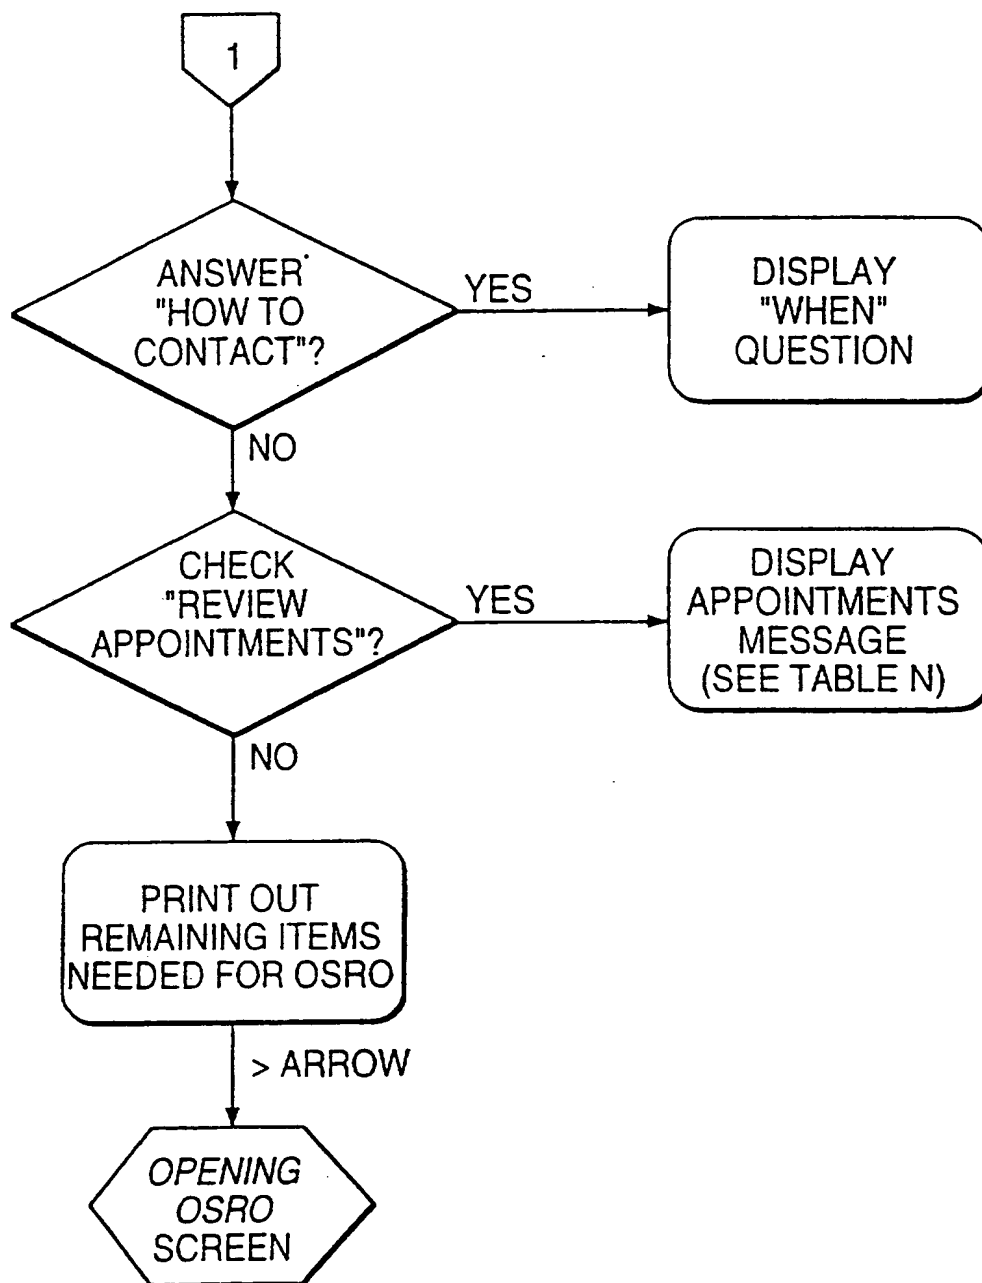 1
ANSWER
"HOW TO
CONTACT"?
YES
DISPLAY
"WHEN"
QUESTION
NO
CHECK
"REVIEW
APPOINTMENTS"?
YES
DISPLAY
APPOINTMENTS
MESSAGE
(SEE TABLE N)
NO
PRINT OUT
REMAINING ITEMS
NEEDED FOR OSRO
> ARROW
OPENING
OSRO
SCREEN